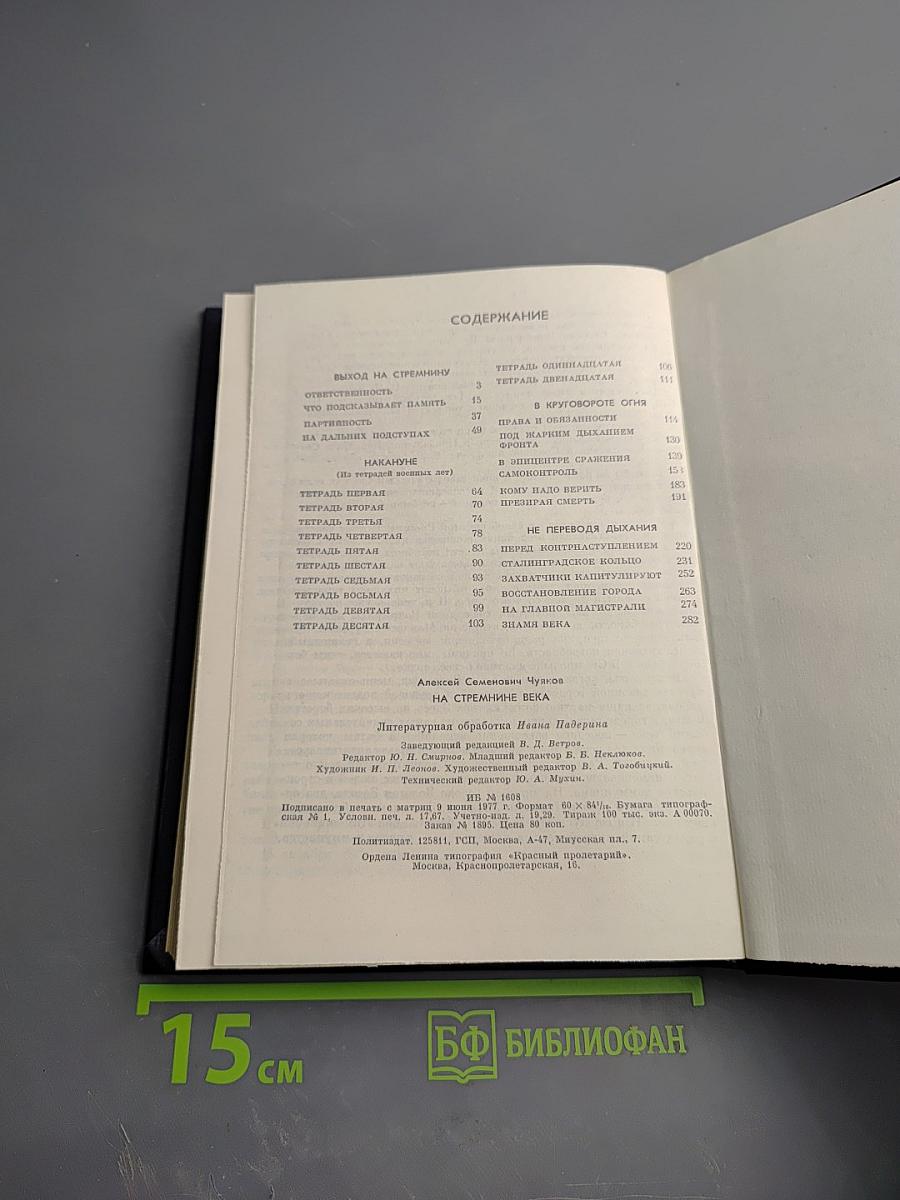 СОДЕРЖАНИЕ
ВЫХОД НА СТРЕМНИНУ
ОТВЕТСТВЕННОСТЬ 3
ЧТО ПОДСКАЗЫВАЕТ ПАМЯТЬ 15
ПАРТИЙНОСТЬ 37
НА ДАЛЬНИХ ПОДСТУПАХ 49
НАКАНУНЕ
(Из тетрадей военных лет)
ТЕТРАДЬ ПЕРВАЯ 64
ТЕТРАДЬ ВТОРАЯ 70
ТЕТРАДЬ ТРЕТЬЯ 74
ТЕТРАДЬ ЧЕТВЕРТАЯ 78
ТЕТРАДЬ ПЯТАЯ 83
ТЕТРАДЬ ШЕСТАЯ 90
ТЕТРАДЬ СЕДЬМАЯ 93
ТЕТРАДЬ ВОСЬМАЯ 95
ТЕТРАДЬ ДЕВЯТАЯ 99
ТЕТРАДЬ ДЕСЯТАЯ 103
ТЕТРАДЬ ОДИННАДЦАТАЯ 106
ТЕТРАДЬ ДВЕНАДЦАТАЯ 111
В КРУГОВОРОТЕ ОГНЯ
ПРАВА И ОБЯЗАННОСТИ 114
ПОД ЖАРКИМ ДЫХАНИЕМ
ФРОНТА 130
В ЭПИЦЕНТРЕ СРАЖЕНИЯ 139
САМОКОНТРОЛЬ 153
КОМУ НАДО ВЕРИТЬ 183
ПРЕЗИРАЯ СМЕРТЬ 191
НЕ ПЕРЕВОДЯ ДЫХАНИЯ
ПЕРЕД КОНТРНАСТУПЛЕНИЕМ 220
СТАЛИНГРАДСКОЕ КОЛЬЦО 231
ЗАХВАТЧИКИ КАПИТУЛИРУЮТ 252
ВОССТАНОВЛЕНИЕ ГОРОДА 263
НА ГЛАВНОЙ МАГИСТРАЛИ 274
ЗНАМЯ ВЕКА 282
Алексей Семенович Чуянов
НА СТРЕМНИНЕ ВЕКА
Литературная обработка Ивана Падерина
Заведующий редакцией В. Д. Ветров.
Редактор Ю. Н. Смирнов. Младший редактор Б. Б. Неклюков.
Художник И. П. Леонов. Художественный редактор В. А. Тогобицкий.
Технический редактор Ю. А. Мухин.
ИБ № 1608
Подписано в печать с матриц 9 июня 1977 г. Формат 60×84¹/₁₆. Бумага типограф-
ская № 1. Условн. печ. л. 17,67. Учетно-изд. л. 19,29. Тираж 100 тыс. экз. А 00070.
Заказ № 1895. Цена 80 коп.
Политиздат. 125811, ГСП, Москва, А-47, Миусская пл., 7.
Ордена Ленина типография «Красный пролетарий».
Москва, Краснопролетарская, 16.
15 см
БФ БИБЛИОФАН